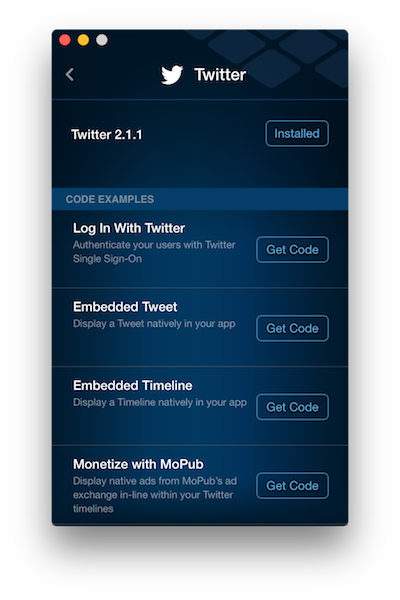 Twitter
Twitter 2.1.1
Installed
CODE EXAMPLES
Log In With Twitter
Authenticate your users with Twitter
Single Sign-On
Get Code
Embedded Tweet
Display a Tweet natively in your app
Get Code
Embedded Timeline
Display a Timeline natively in your app
Get Code
Monetize with MoPub
Display native ads from MoPub's ad
exchange in-line within your Twitter
timelines
Get Code